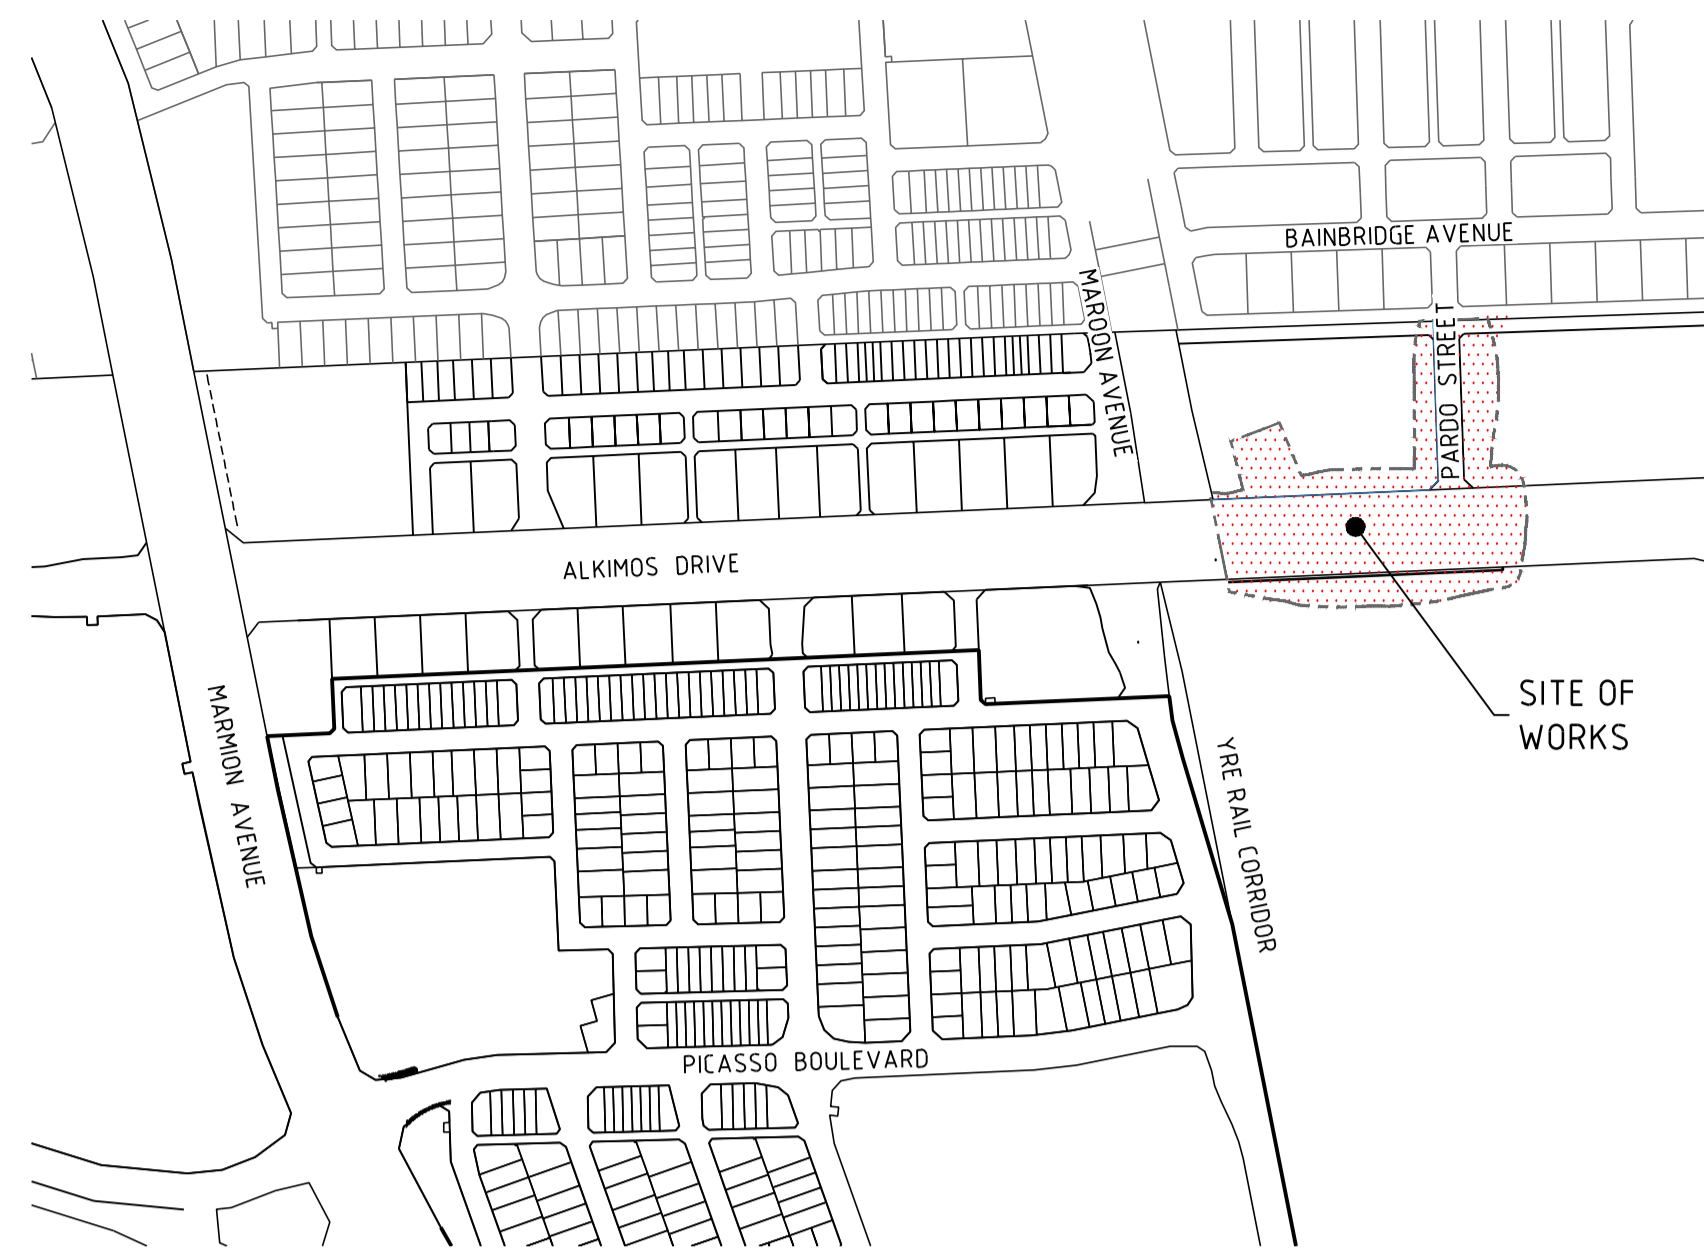 BAINBRIDGE AVENUE
MAROON AVENUE
PARDO STREET
ALKIMOS DRIVE
SITE OF
WORKS
MARMION AVENUE
YRE RAIL CORRIDOR
PICASSO BOULEVARD